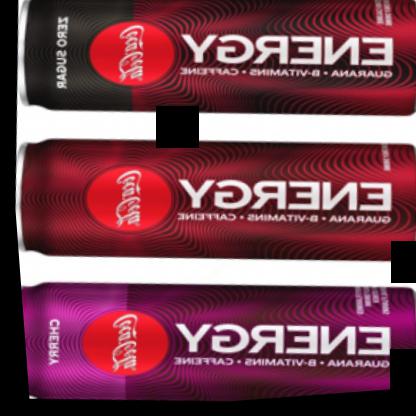 ZERO SUGAR
Coca-Cola
ENERGY
GUARANA • B-VITAMINS • CAFFEINE
Coca-Cola
ENERGY
GUARANA • B-VITAMINS • CAFFEINE
CHERRY
Coca-Cola
ENERGY
GUARANA • B-VITAMINS • CAFFEINE